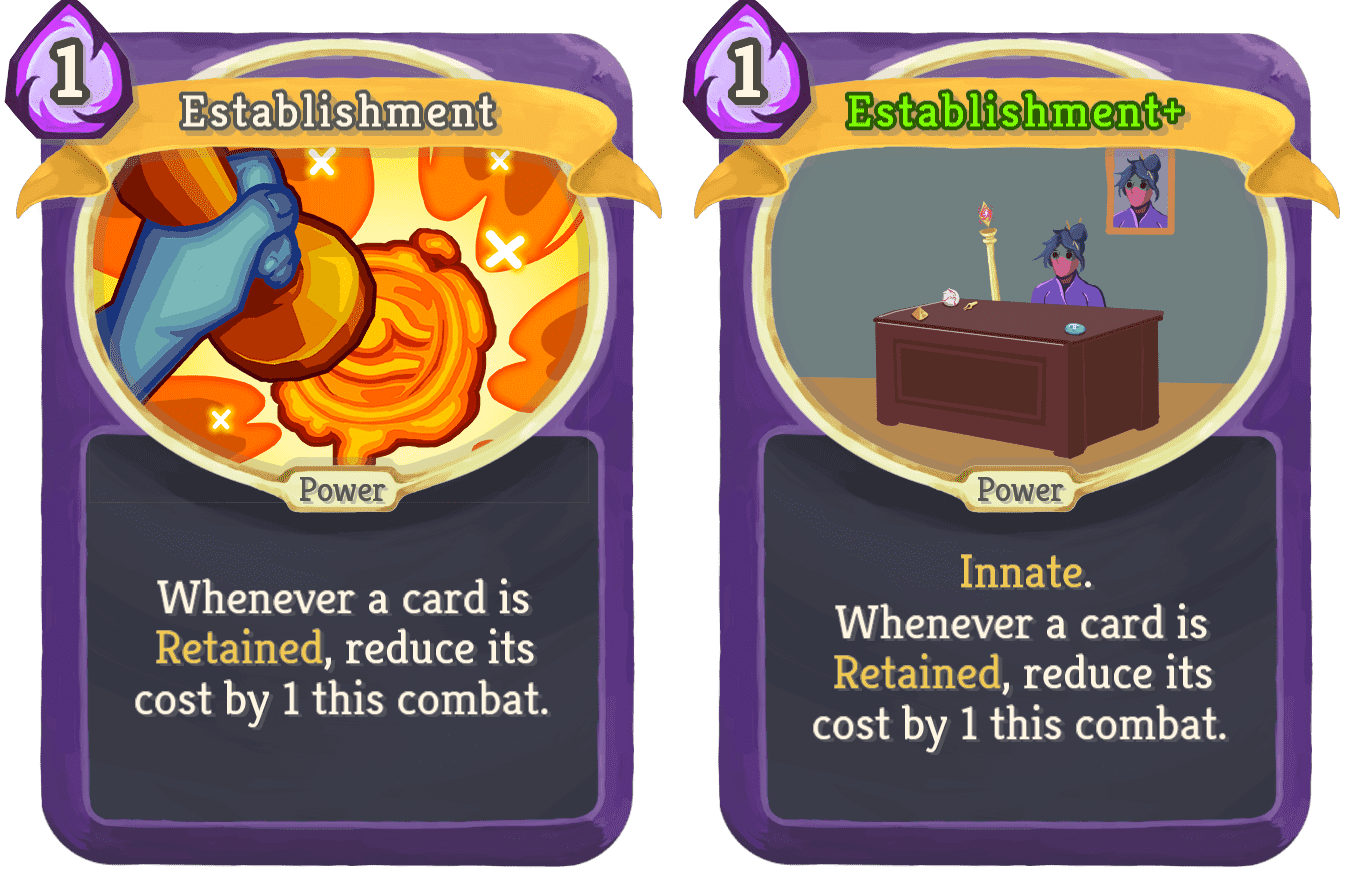 1
Establishment
Power
Whenever a card is
Retained, reduce its
cost by 1 this combat.
1
Establishment+
Power
Innate.
Whenever a card is
Retained, reduce its
cost by 1 this combat.